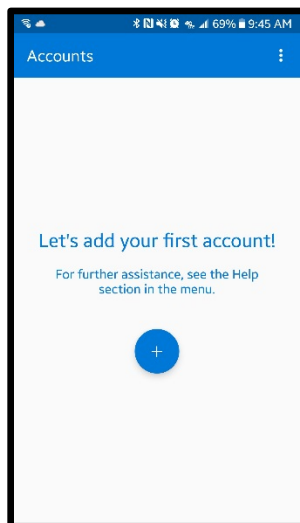 69% 9:45 AM
Accounts
Let's add your first account!
For further assistance, see the Help
section in the menu.
+